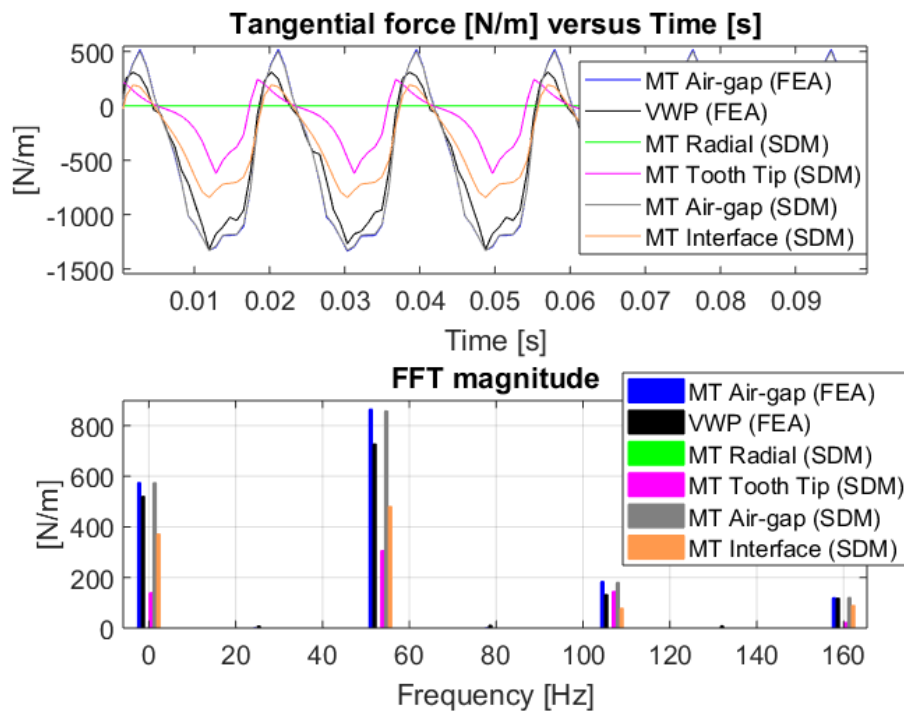 Tangential force [N/m] versus Time [s]
500
0
-500
-1000
-1500
[N/m]
MT Air-gap (FEA)
VWP (FEA)
MT Radial (SDM)
MT Tooth Tip (SDM)
MT Air-gap (SDM)
MT Interface (SDM)
0.01 0.02 0.03 0.04 0.05 0.06 0.07 0.08 0.09
Time [s]
FFT magnitude
800
600
400
200
0
[N/m]
MT Air-gap (FEA)
VWP (FEA)
MT Radial (SDM)
MT Tooth Tip (SDM)
MT Air-gap (SDM)
MT Interface (SDM)
0 20 40 60 80 100 120 140 160
Frequency [Hz]